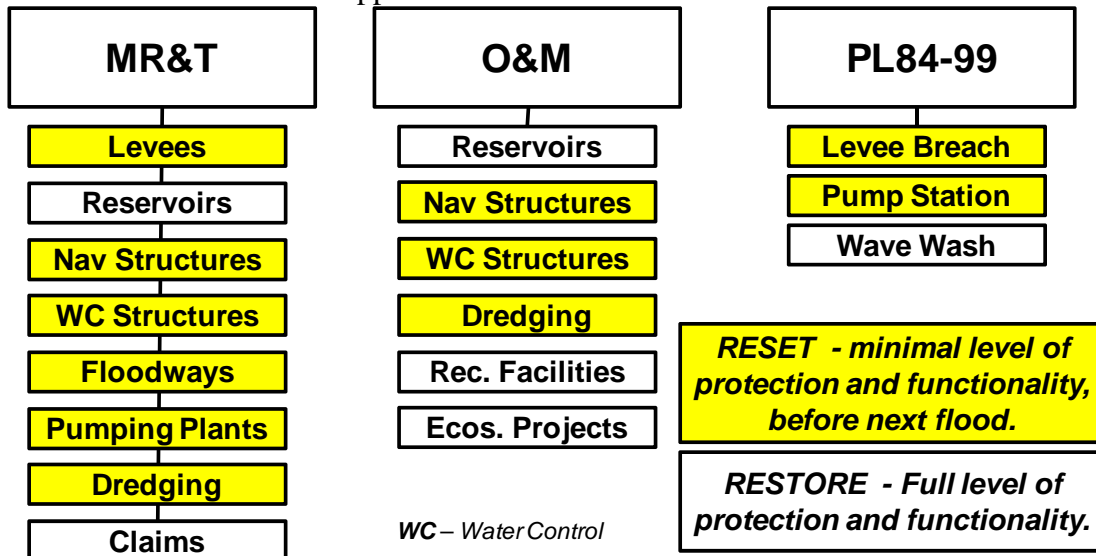 MR&T
Levees
Reservoirs
Nav Structures
WC Structures
Floodways
Pumping Plants
Dredging
Claims
O&M
Reservoirs
Nav Structures
WC Structures
Dredging
Rec. Facilities
Ecos. Projects
WC – Water Control
PL84-99
Levee Breach
Pump Station
Wave Wash
RESET - minimal level of
protection and functionality,
before next flood.
RESTORE - Full level of
protection and functionality.